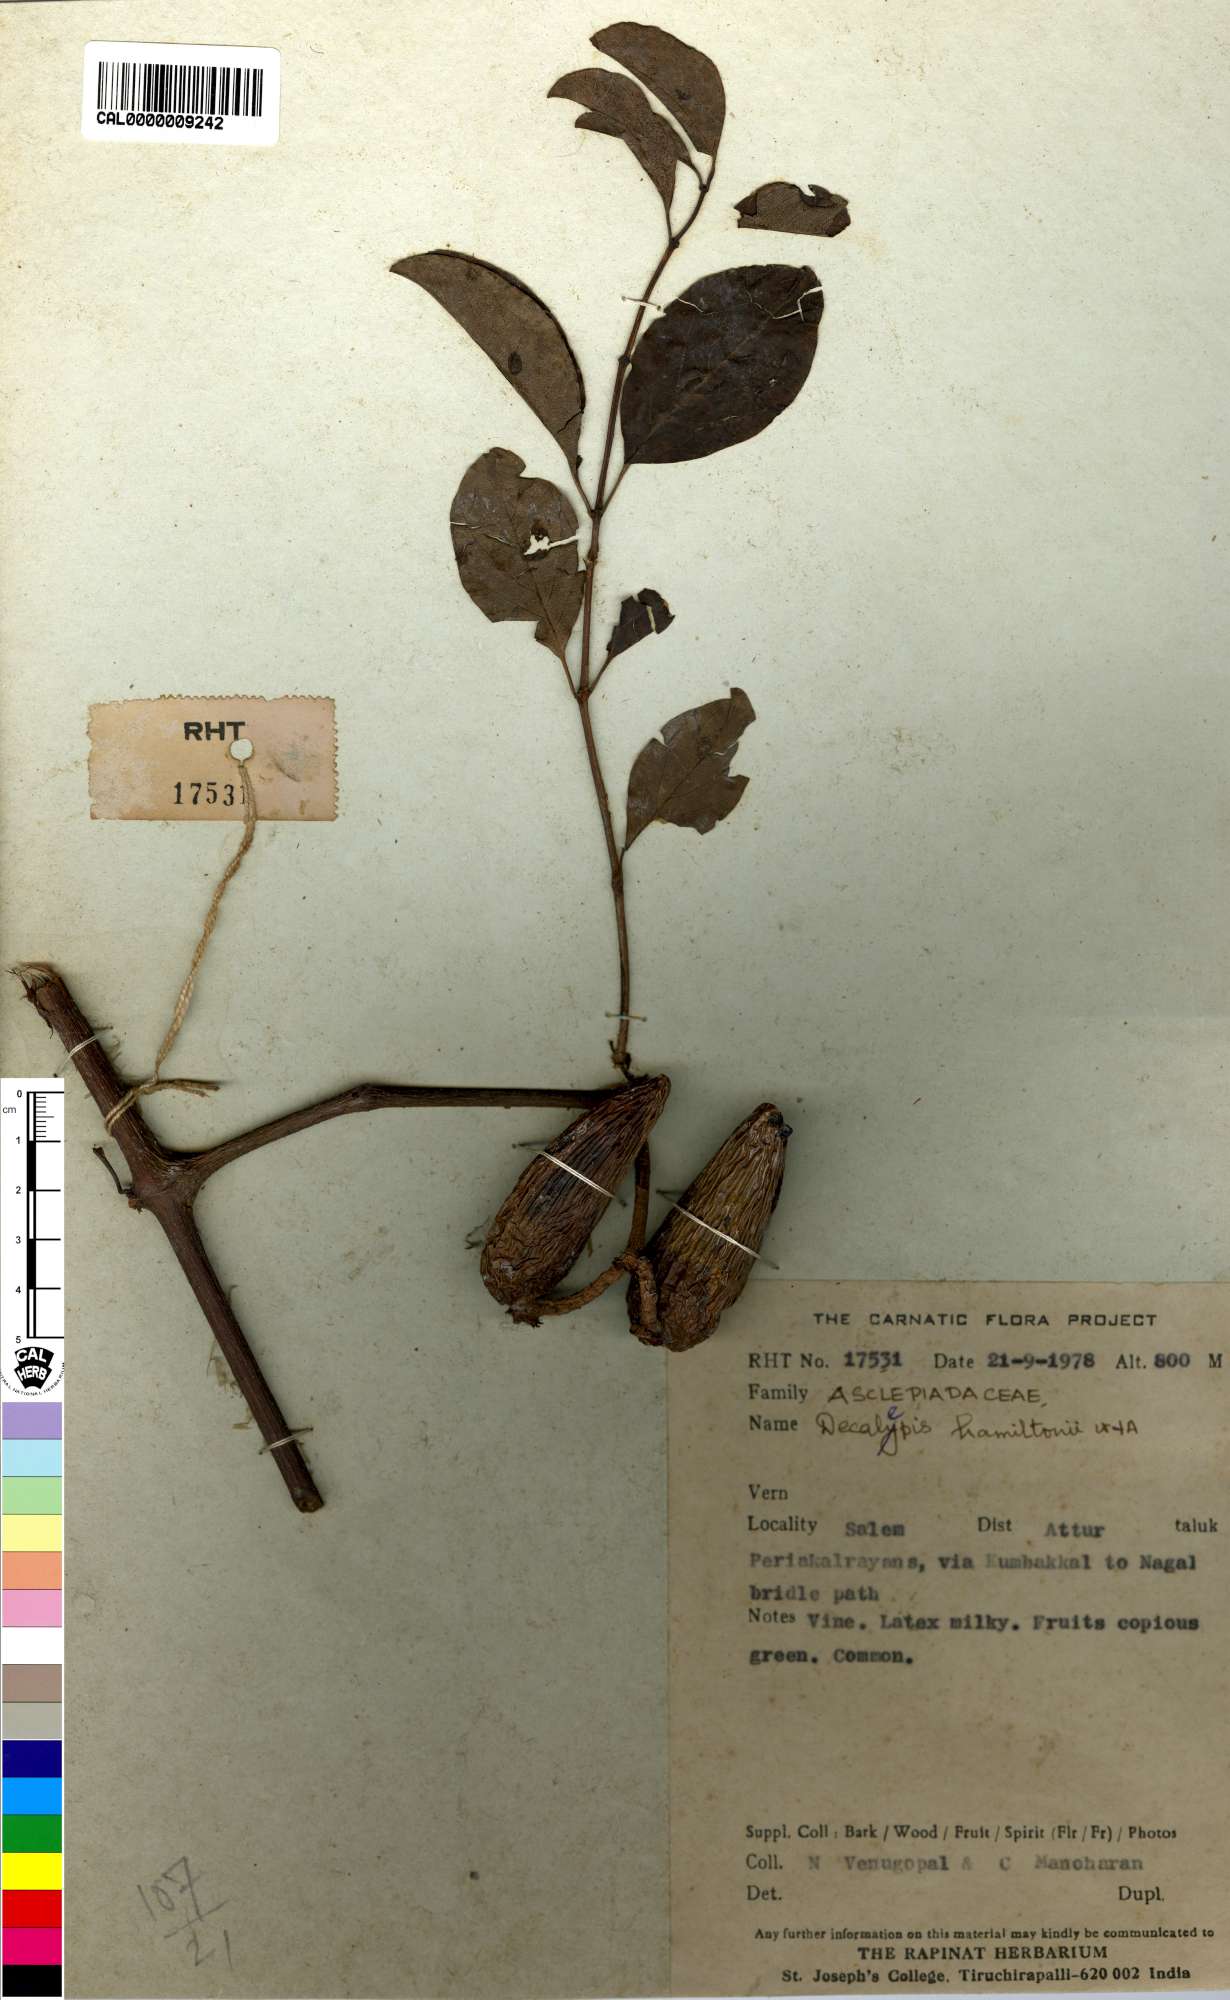 CAL0000009242
RHT
17531
0
cm
1
2
3
4
5
CAL
HERB
THE CARNATIC FLORA PROJECT
RHT No. 17531 Date 21-9-1978 Alt. 800 M
Family ASCLEPIADACEAE,
Name Decalepis hamiltonii W+A
Vern
Locality Salem Dist Attur taluk
Periakalrayans, via Kumbakkal to Nagal
bridle path
Notes Vine. Latex milky. Fruits copious
green. Common.
Suppl. Coll : Bark / Wood / Fruit / Spirit (Flr / Fr) / Photos
Coll. N Venugopal & C Manoharan
Det. Dupl.
Any further information on this material may kindly be communicated to
THE RAPINAT HERBARIUM
St. Joseph's College, Tiruchirapalli-620 002 India
107
21